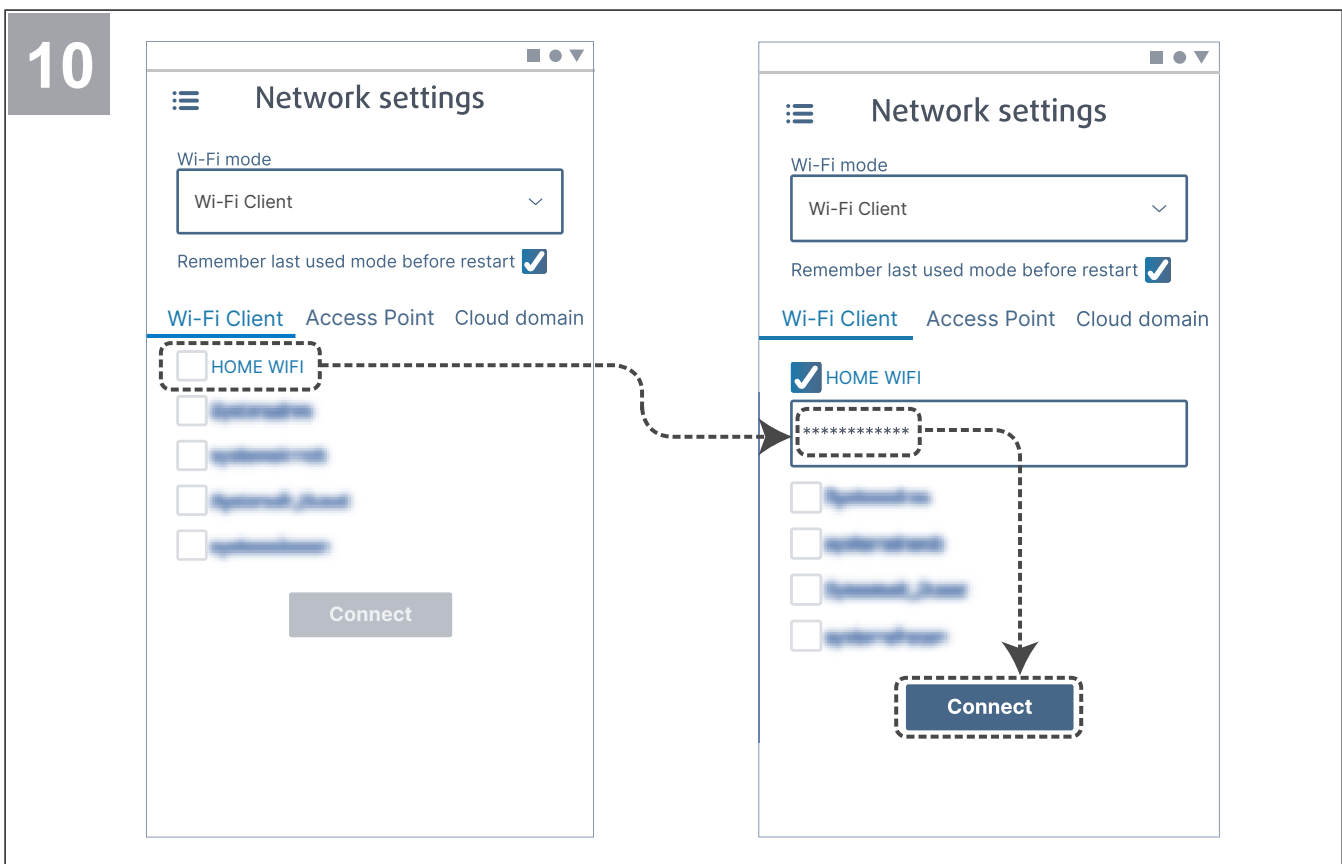 10
Network settings
Wi-Fi mode
Wi-Fi Client
Remember last used mode before restart
Wi-Fi Client Access Point Cloud domain
HOME WIFI
Connect
Network settings
Wi-Fi mode
Wi-Fi Client
Remember last used mode before restart
Wi-Fi Client Access Point Cloud domain
HOME WIFI
************
Connect